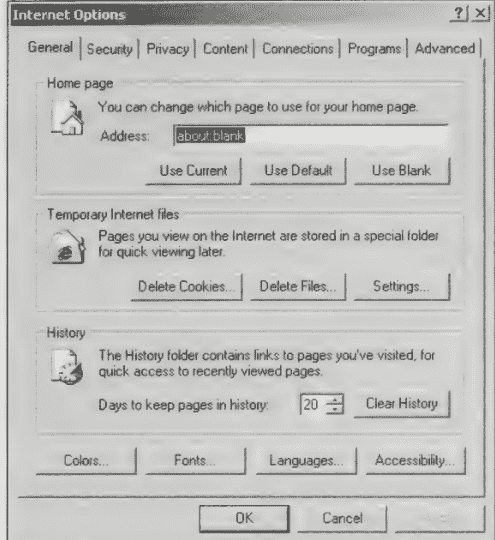 Internet Options ? X
General Security Privacy Content Connections Programs Advanced
Home page
You can change which page to use for your home page.
Address: about:blank
Use Current Use Default Use Blank
Temporary Internet files
Pages you view on the Internet are stored in a special folder
for quick viewing later.
Delete Cookies... Delete Files... Settings...
History
The History folder contains links to pages you've visited, for
quick access to recently viewed pages.
Days to keep pages in history: 20 Clear History
Colors... Fonts... Languages... Accessibility...
OK Cancel